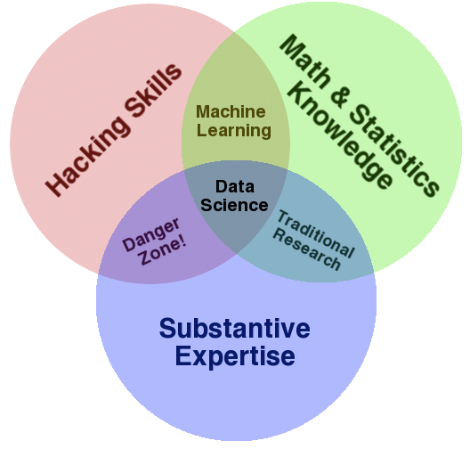 Hacking Skills
Math & Statistics
Knowledge
Machine
Learning
Data
Science
Danger
Zone!
Traditional
Research
Substantive
Expertise